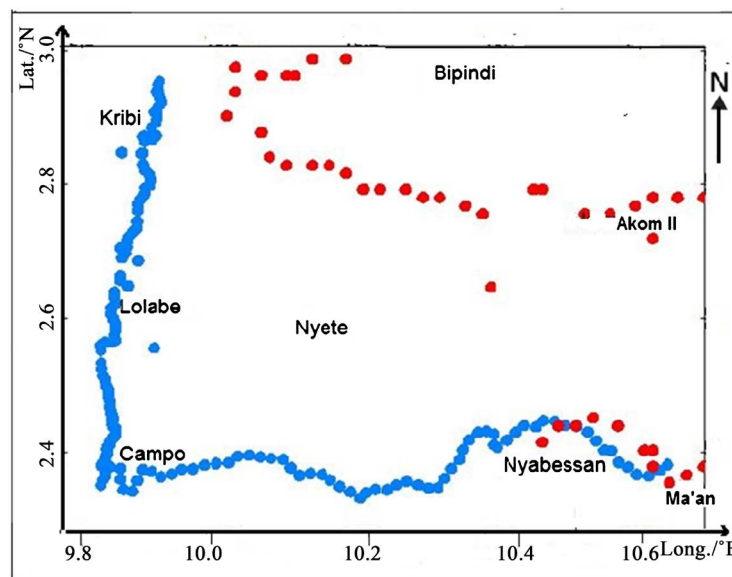 Lat./°N
3.0
Bipindi
N
Kribi
2.8
Akom II
2.6
Lolabe
Nyete
2.4
Campo
Nyabessan
Ma'an
9.8
10.0
10.2
10.4
10.6
Long./°E